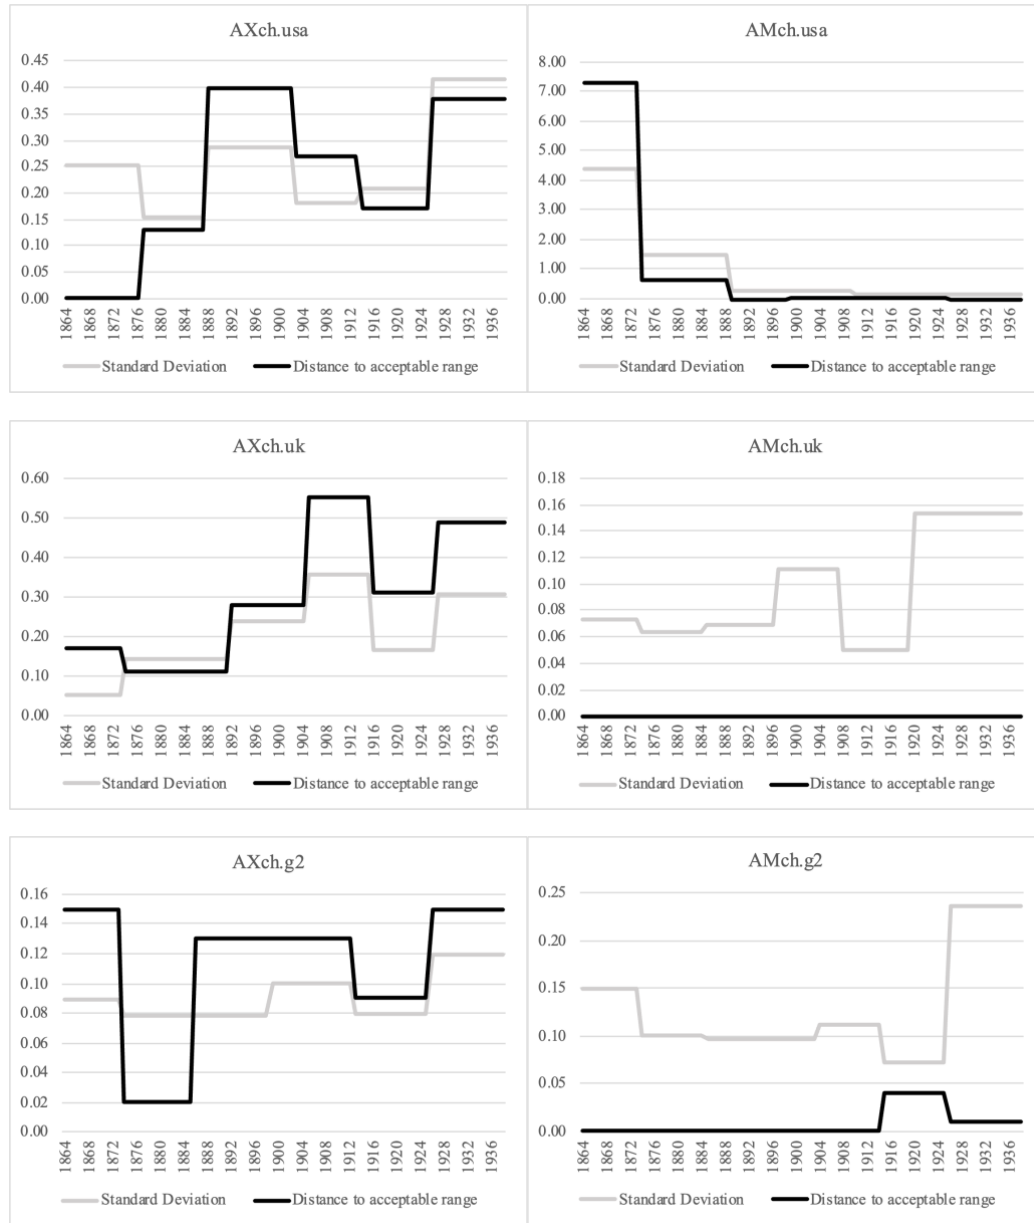 AXch.usa
0.45
0.40
0.35
0.30
0.25
0.20
0.15
0.10
0.05
0.00
1864 1868 1872 1876 1880 1884 1888 1892 1896 1900 1904 1908 1912 1916 1920 1924 1928 1932 1936
Standard Deviation Distance to acceptable range
AMch.usa
8.00
7.00
6.00
5.00
4.00
3.00
2.00
1.00
0.00
1864 1868 1872 1876 1880 1884 1888 1892 1896 1900 1904 1908 1912 1916 1920 1924 1928 1932 1936
Standard Deviation Distance to acceptable range
AXch.uk
0.60
0.50
0.40
0.30
0.20
0.10
0.00
1864 1868 1872 1876 1880 1884 1888 1892 1896 1900 1904 1908 1912 1916 1920 1924 1928 1932 1936
Standard Deviation Distance to acceptable range
AMch.uk
0.18
0.16
0.14
0.12
0.10
0.08
0.06
0.04
0.02
0.00
1864 1868 1872 1876 1880 1884 1888 1892 1896 1900 1904 1908 1912 1916 1920 1924 1928 1932 1936
Standard Deviation Distance to acceptable range
AXch.g2
0.16
0.14
0.12
0.10
0.08
0.06
0.04
0.02
0.00
1864 1868 1872 1876 1880 1884 1888 1892 1896 1900 1904 1908 1912 1916 1920 1924 1928 1932 1936
Standard Deviation Distance to acceptable range
AMch.g2
0.25
0.20
0.15
0.10
0.05
0.00
1864 1868 1872 1876 1880 1884 1888 1892 1896 1900 1904 1908 1912 1916 1920 1924 1928 1932 1936
Standard Deviation Distance to acceptable range